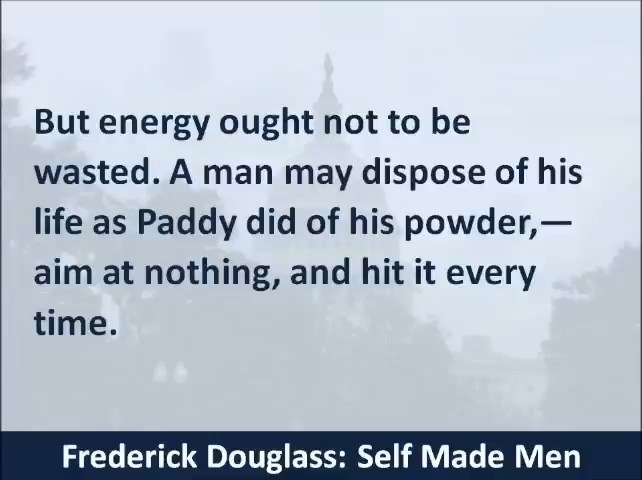 But energy ought not to be
wasted. A man may dispose of his
life as Paddy did of his powder,—
aim at nothing, and hit it every
time.
Frederick Douglass: Self Made Men